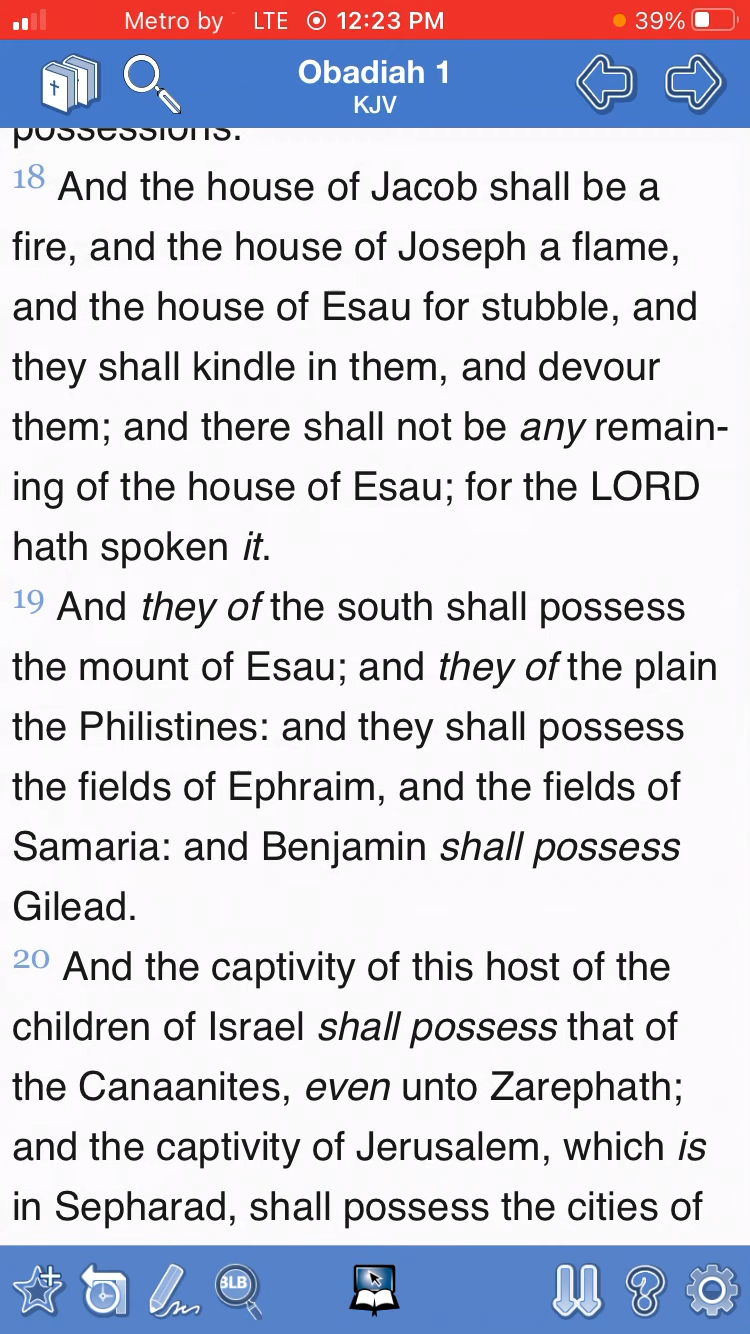 Metro by LTE 12:23 PM 39%
Obadiah 1
KJV
possessions.
18 And the house of Jacob shall be a
fire, and the house of Joseph a flame,
and the house of Esau for stubble, and
they shall kindle in them, and devour
them; and there shall not be any remain-
ing of the house of Esau; for the LORD
hath spoken it.
19 And they of the south shall possess
the mount of Esau; and they of the plain
the Philistines: and they shall possess
the fields of Ephraim, and the fields of
Samaria: and Benjamin shall possess
Gilead.
20 And the captivity of this host of the
children of Israel shall possess that of
the Canaanites, even unto Zarephath;
and the captivity of Jerusalem, which is
in Sepharad, shall possess the cities of
BLB